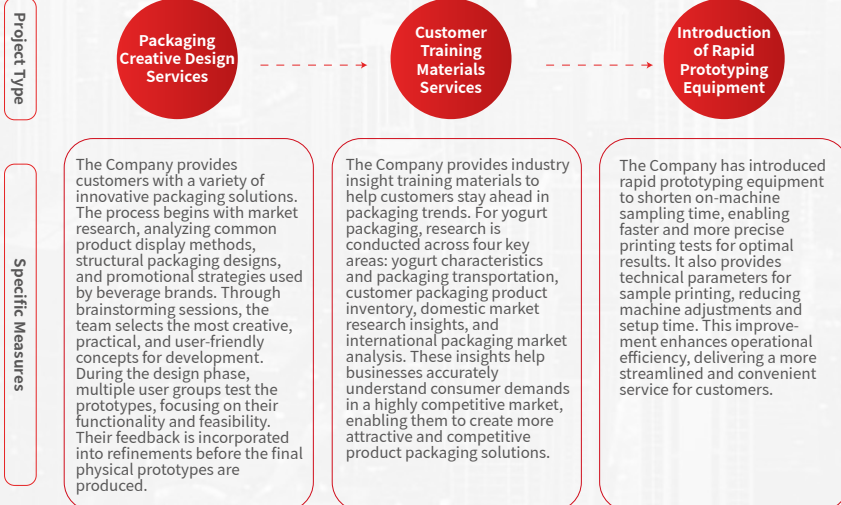 Project Type
Packaging
Creative Design
Services
Customer
Training
Materials
Services
Introduction
of Rapid
Prototyping
Equipment
Specific Measures
The Company provides
customers with a variety of
innovative packaging solutions.
The process begins with market
research, analyzing common
product display methods,
structural packaging designs,
and promotional strategies used
by beverage brands. Through
brainstorming sessions, the
team selects the most creative,
practical, and user-friendly
concepts for development.
During the design phase,
multiple user groups test the
prototypes, focusing on their
functionality and feasibility.
Their feedback is incorporated
into refinements before the final
physical prototypes are
produced.
The Company provides industry
insight training materials to
help customers stay ahead in
packaging trends. For yogurt
packaging, research is
conducted across four key
areas: yogurt characteristics
and packaging transportation,
customer packaging product
inventory, domestic market
research insights, and
international packaging market
analysis. These insights help
businesses accurately
understand consumer demands
in a highly competitive market,
enabling them to create more
attractive and competitive
product packaging solutions.
The Company has introduced
rapid prototyping equipment
to shorten on-machine
sampling time, enabling
faster and more precise
printing tests for optimal
results. It also provides
technical parameters for
sample printing, reducing
machine adjustments and
setup time. This improve-
ment enhances operational
efficiency, delivering a more
streamlined and convenient
service for customers.